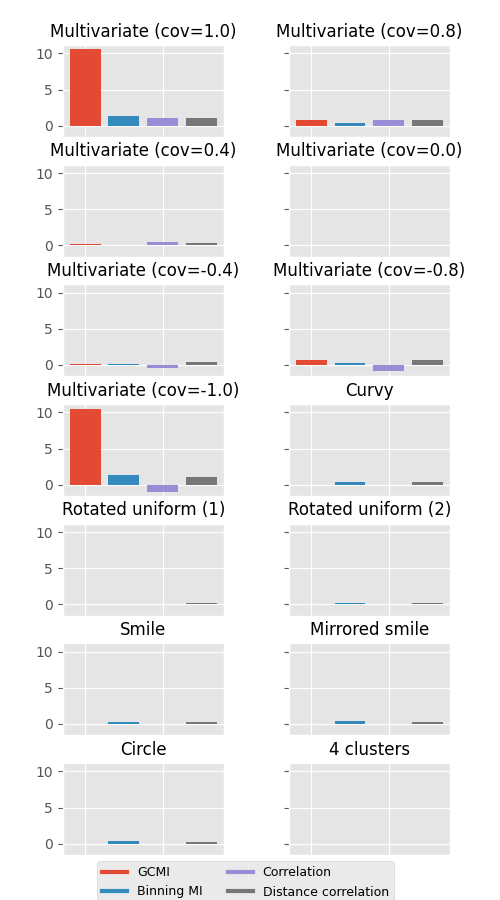 Multivariate (cov=1.0) Multivariate (cov=0.8)
10
5
0
Multivariate (cov=0.4) Multivariate (cov=0.0)
10
5
0
Multivariate (cov=-0.4) Multivariate (cov=-0.8)
10
5
0
Multivariate (cov=-1.0) Curvy
10
5
0
Rotated uniform (1) Rotated uniform (2)
10
5
0
Smile Mirrored smile
10
5
0
Circle 4 clusters
10
5
0
GCMI Correlation
Binning MI Distance correlation